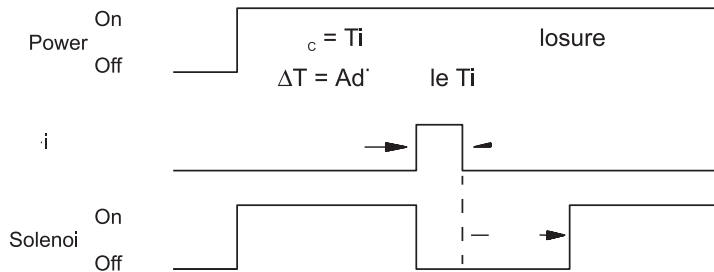 On
Power
c = Ti losure
Off
ΔT = Ad le Ti
i
On
Solenoi
Off